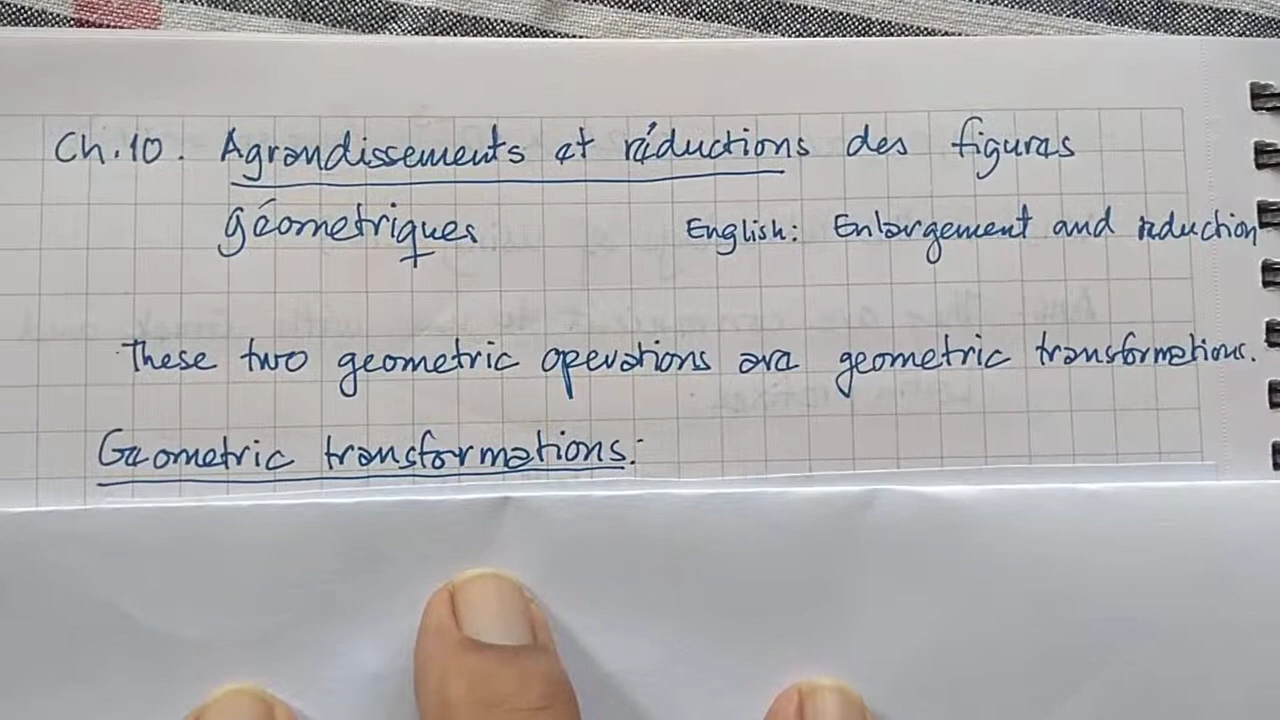 Ch.10. Agrandissements et réductions des figures
géometriques English: Enlargement and reduction
These two geometric operations are geometric transformations.
Geometric transformations: